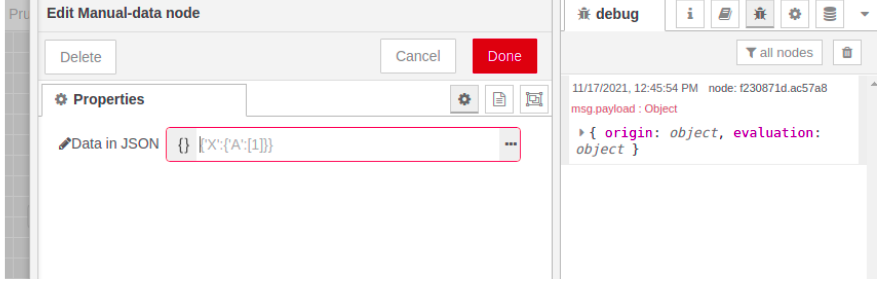 Pru
Edit Manual-data node
Delete
Cancel
Done
Properties
Data in JSON
{} {'X':{'A':[1]}}
debug
i
all nodes
11/17/2021, 12:45:54 PM node: f230871d.ac57a8
msg.payload : Object
{ origin: object, evaluation:
object }